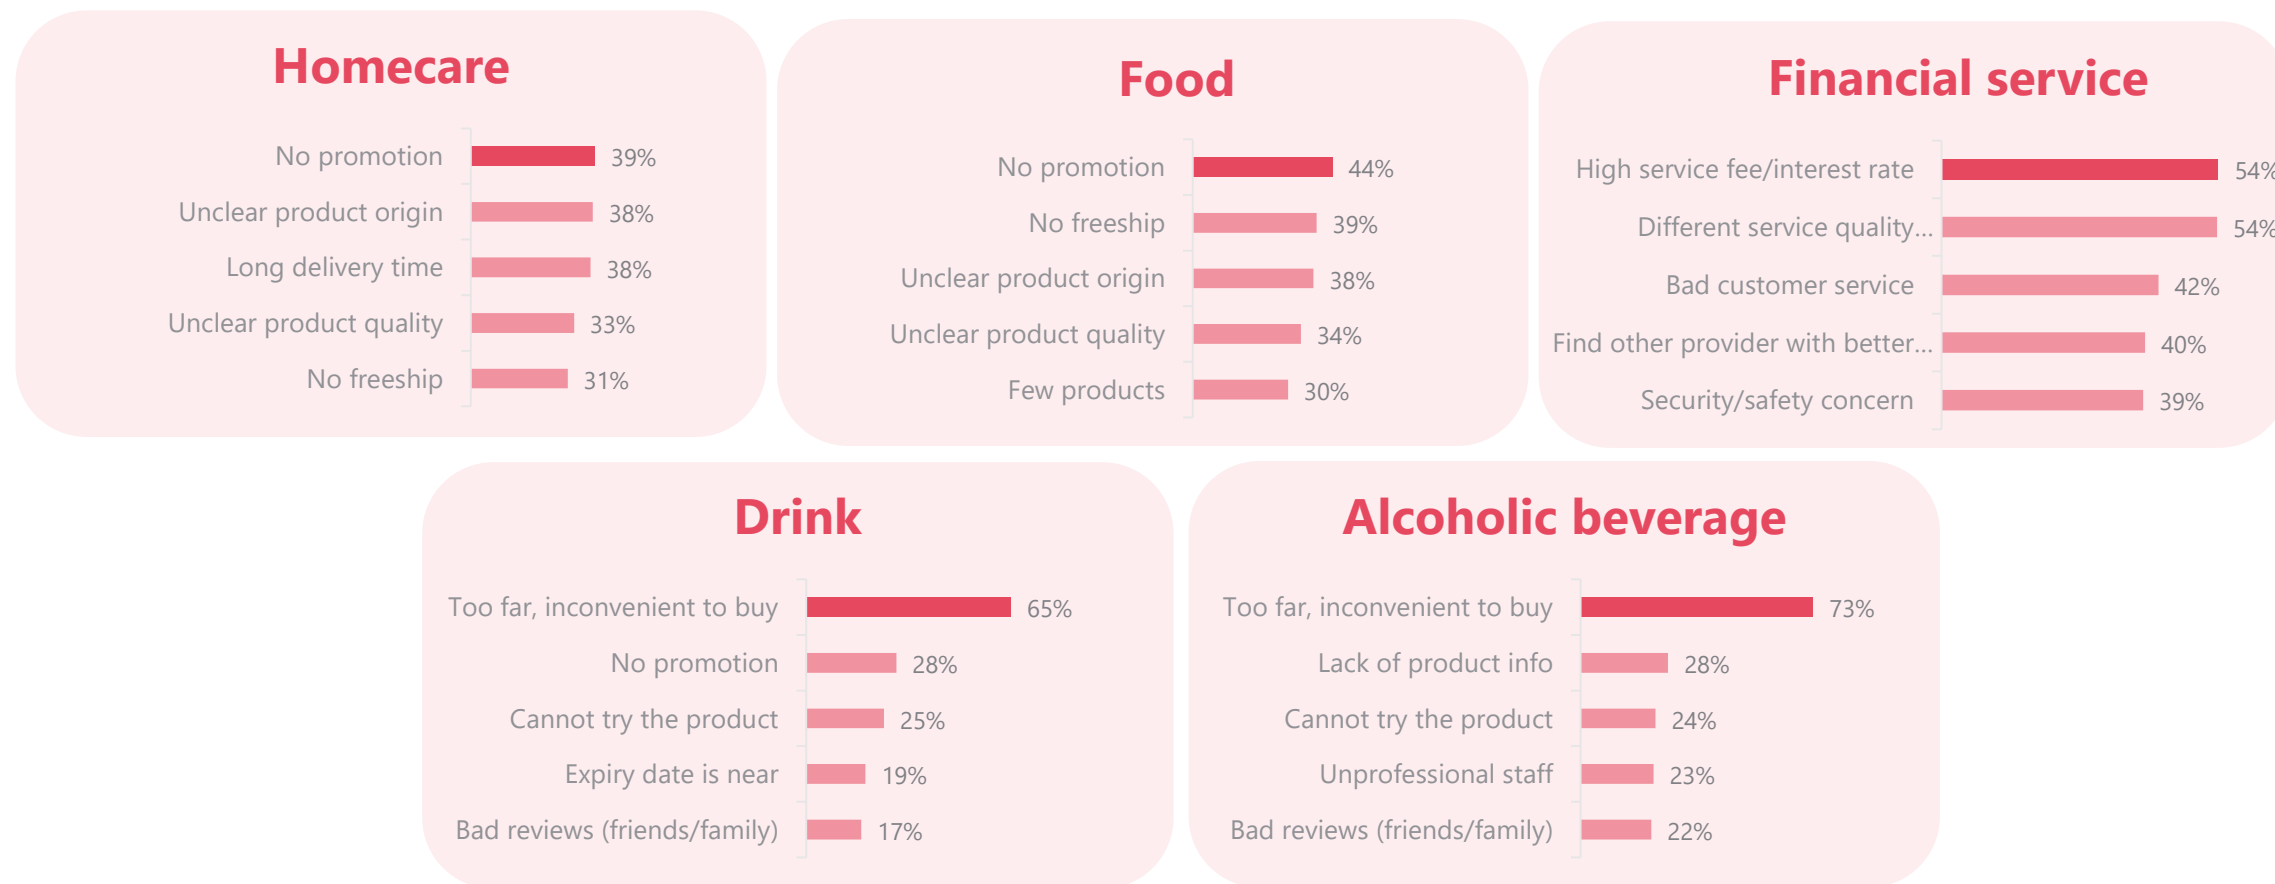 Homecare
No promotion 39%
Unclear product origin 38%
Long delivery time 38%
Unclear product quality 33%
No freeship 31%
Food
No promotion 44%
No freeship 39%
Unclear product origin 38%
Unclear product quality 34%
Few products 30%
Financial service
High service fee/interest rate 54%
Different service quality... 54%
Bad customer service 42%
Find other provider with better... 40%
Security/safety concern 39%
Drink
Too far, inconvenient to buy 65%
No promotion 28%
Cannot try the product 25%
Expiry date is near 19%
Bad reviews (friends/family) 17%
Alcoholic beverage
Too far, inconvenient to buy 73%
Lack of product info 28%
Cannot try the product 24%
Unprofessional staff 23%
Bad reviews (friends/family) 22%